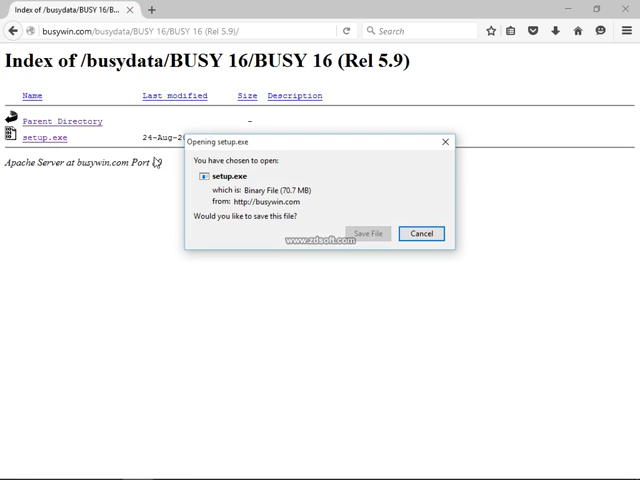 Index of /busydata/BUSY 16/B...
busywin.com/busydata/BUSY 16/BUSY 16 (Rel 5.9)/
Search
Index of /busydata/BUSY 16/BUSY 16 (Rel 5.9)
Name Last modified Size Description
Parent Directory -
setup.exe 24-Aug-20
Apache Server at busywin.com Port
Opening setup.exe
You have chosen to open:
setup.exe
which is: Binary File (70.7 MB)
from: http://busywin.com
Would you like to save this file?
Save File Cancel
www.zdsoft.com